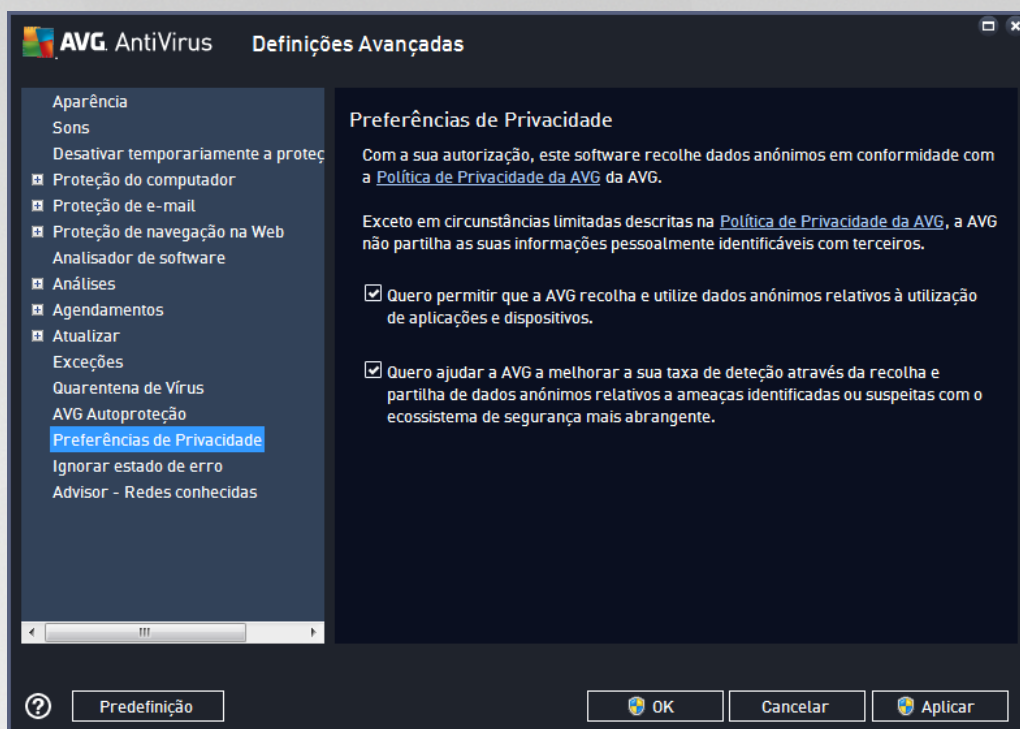 AVG. AntiVirus
Definições Avançadas
Aparência
Sons
Desativar temporariamente a proteç
Proteção do computador
Proteção de e-mail
Proteção de navegação na Web
Analisador de software
Análises
Agendamentos
Atualizar
Exceções
Quarentena de Vírus
AVG Autoproteção
Preferências de Privacidade
Ignorar estado de erro
Advisor - Redes conhecidas
Preferências de Privacidade
Com a sua autorização, este software recolhe dados anónimos em conformidade com
a Política de Privacidade da AVG da AVG.
Exceto em circunstâncias limitadas descritas na Política de Privacidade da AVG, a AVG
não partilha as suas informações pessoalmente identificáveis com terceiros.
Quero permitir que a AVG recolha e utilize dados anónimos relativos à utilização
de aplicações e dispositivos.
Quero ajudar a AVG a melhorar a sua taxa de deteção através da recolha e
partilha de dados anónimos relativos a ameaças identificadas ou suspeitas com o
ecossistema de segurança mais abrangente.
?
Predefinição
OK
Cancelar
Aplicar